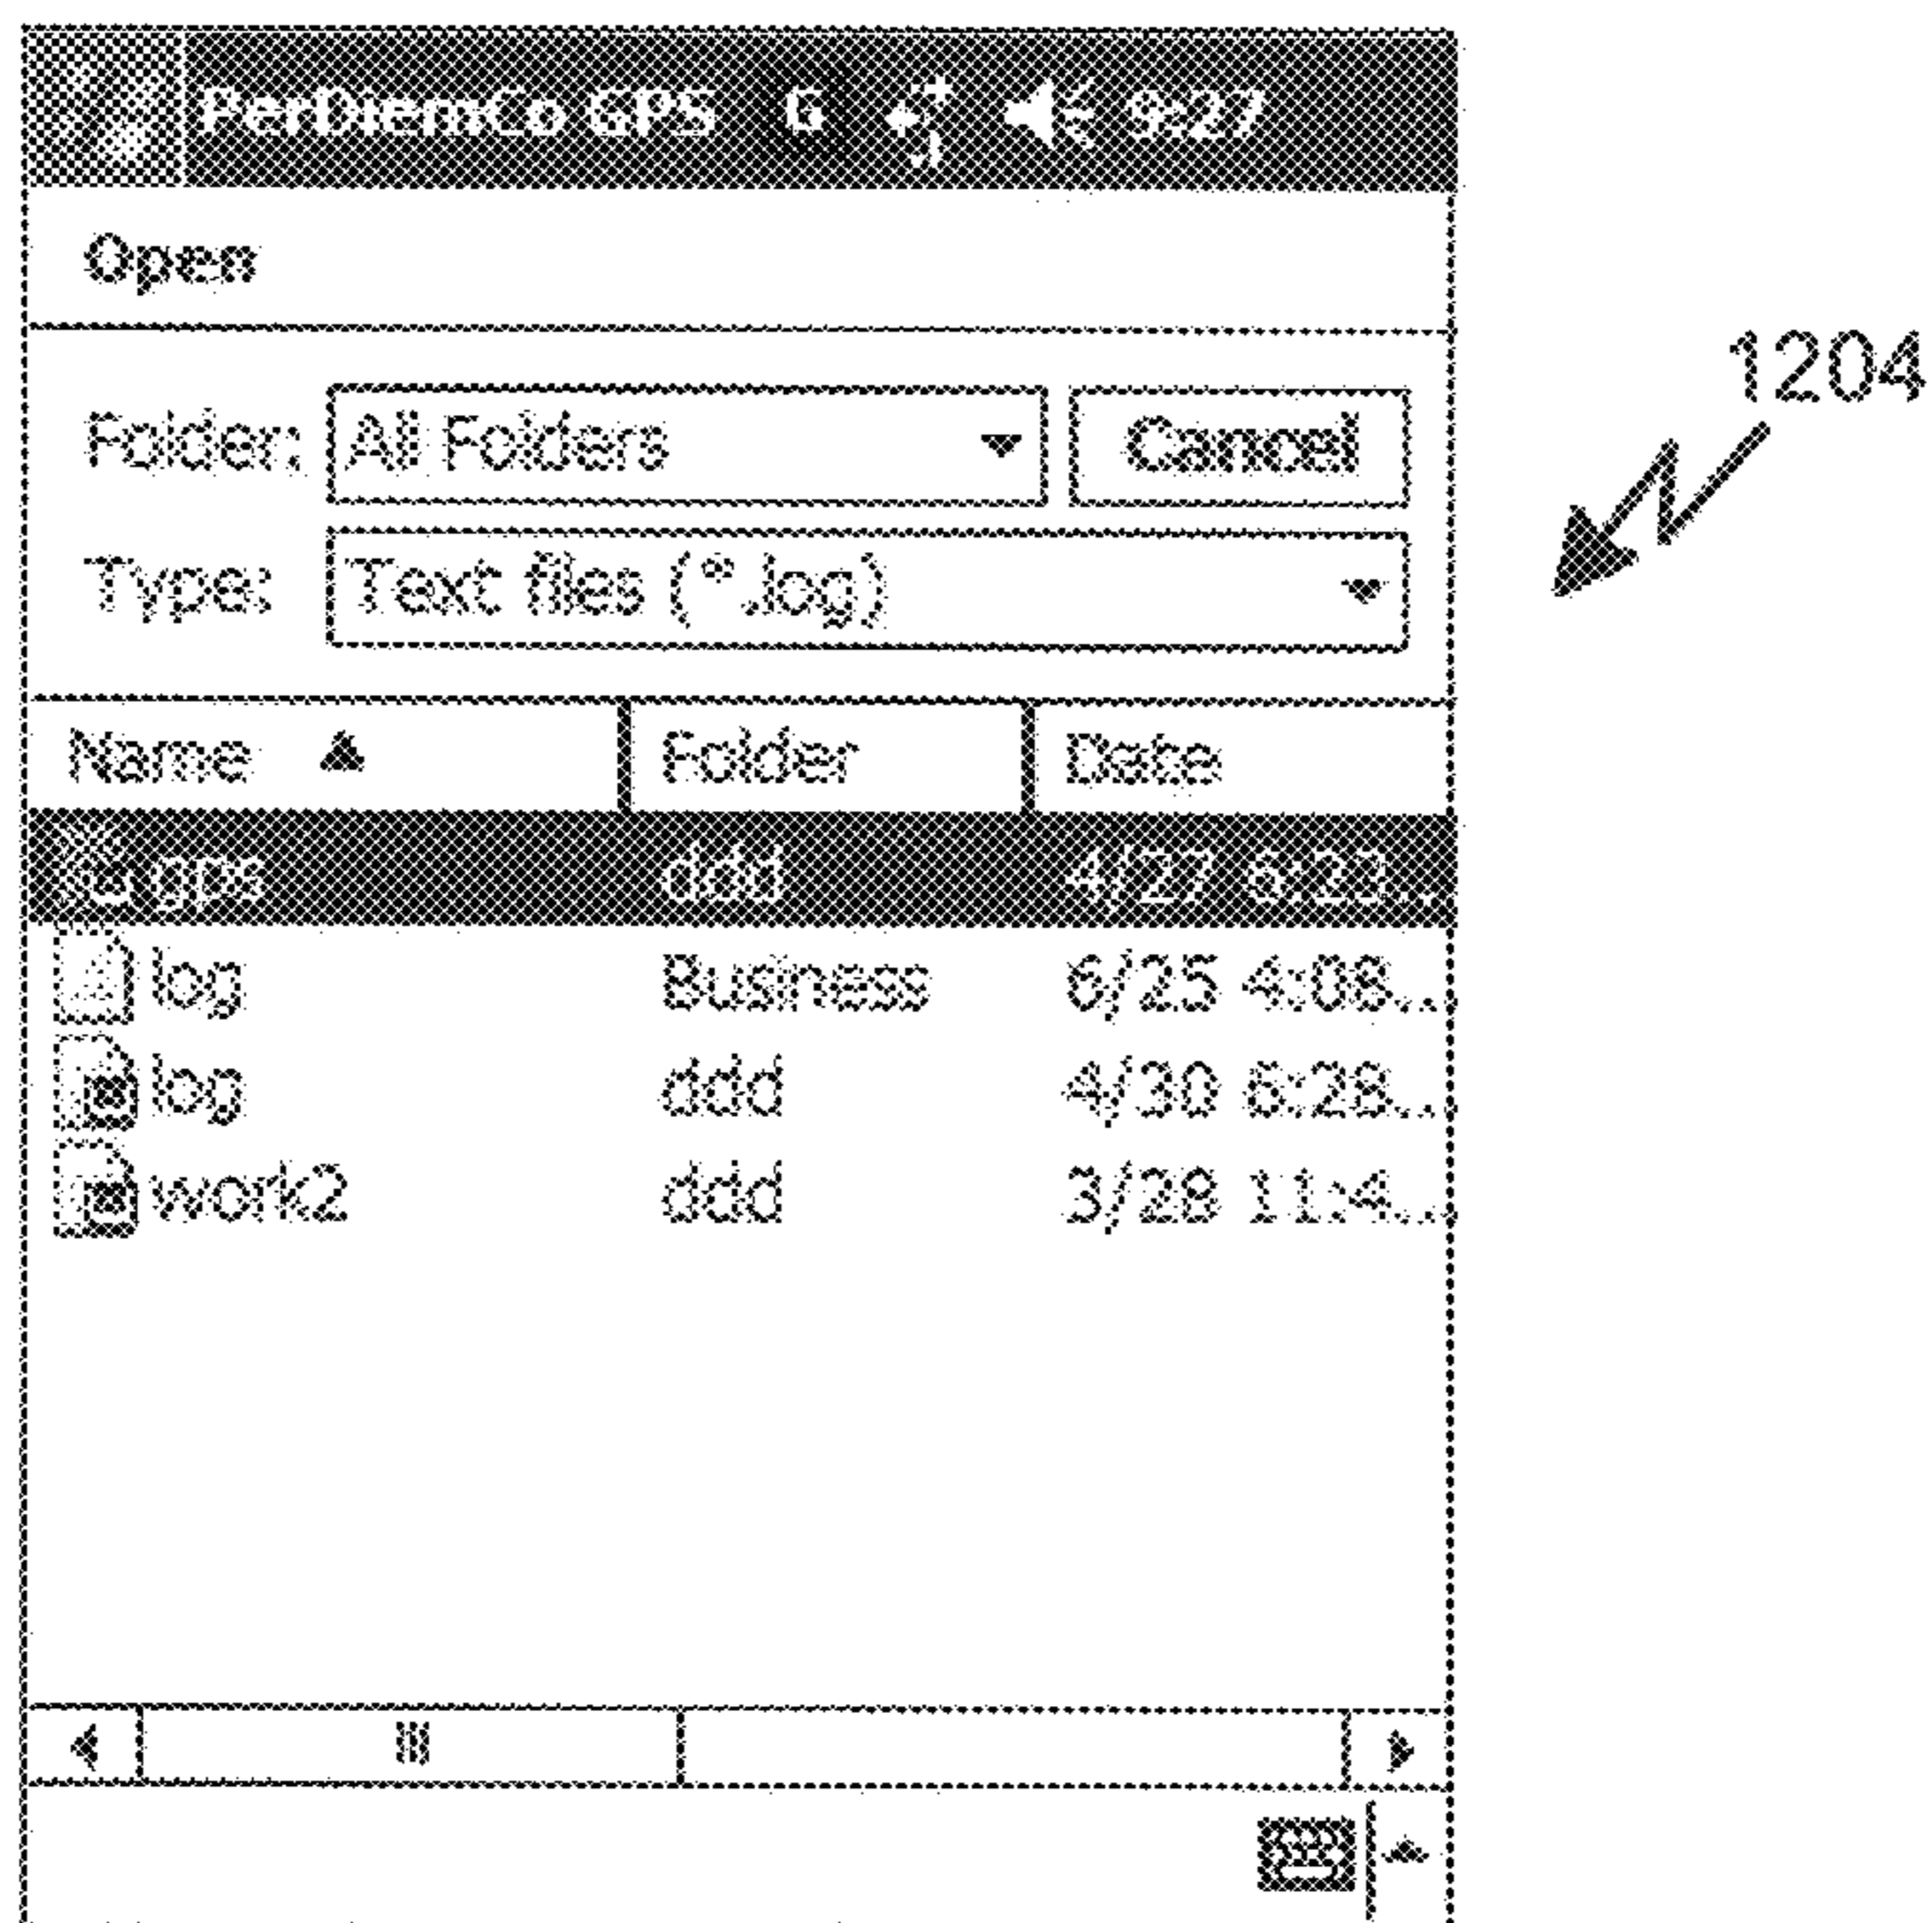 PerDiemCo GPS G 9:27
Open
1204
Folder: All Folders Cancel
Type: Text files (*.log)
Name Folder Date
gps ddd 4/27 6:23...
log Business 6/25 4:08...
log ddd 4/30 6:28...
work2 ddd 3/28 11:4...